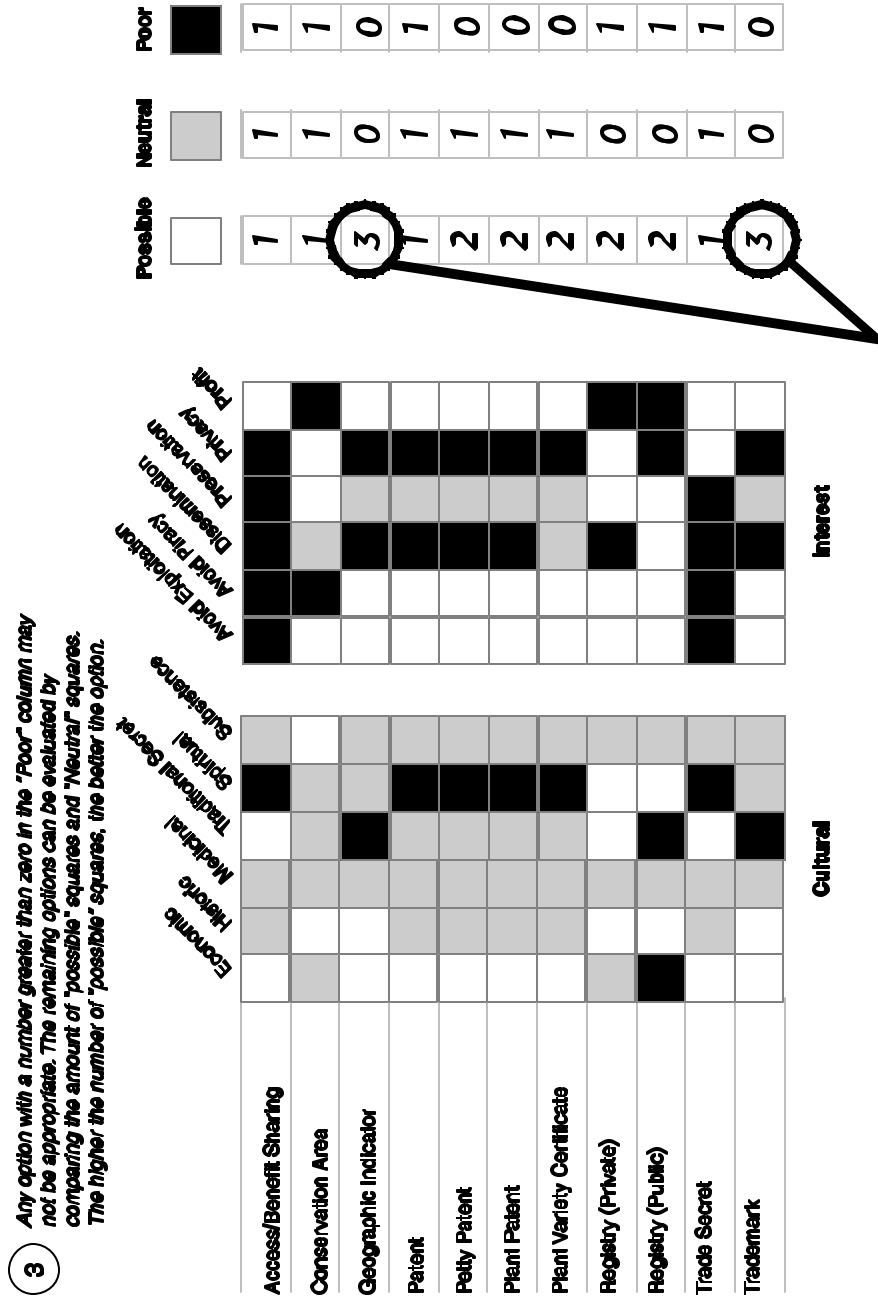 3
Any option with a number greater than zero in the "Poor" column may
not be appropriate. The remaining options can be evaluated by
comparing the amount of "possible" squares and "Neutral" squares.
The higher the number of "possible" squares, the better the option.
Economic
Historic
Medicinal
Traditional Secret
Spiritual
Subsistence
Avoid Exploitation
Avoid Piracy
Dissemination
Preservation
Privacy
Profit
Possible
Neutral
Poor
Access/Benefit Sharing 1 1 1
Conservation Area 1 1 1
Geographic Indicator 3 0 0
Patent 1 1 1
Petty Patent 2 1 0
Plant Patent 2 1 0
Plant Variety Certificate 2 1 0
Registry (Private) 2 0 1
Registry (Public) 2 0 1
Trade Secret 1 1 1
Trademark 3 0 0
Cultural
Interest